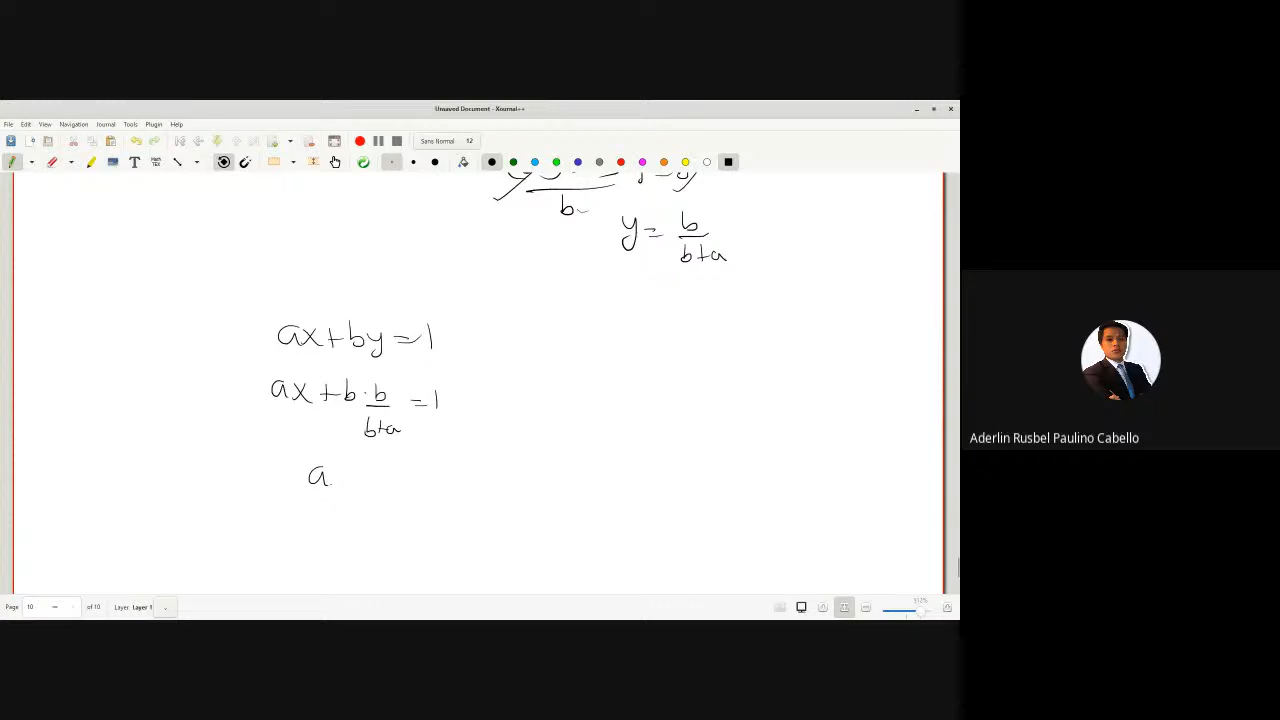 Unsaved Document - Xournal++
File Edit View Navigation Journal Tools Plugin Help
Sans Normal 12
b
y = b/(b+a)
ax+by=1
ax+b·b/(b+a)=1
a
Aderlin Rusbel Paulino Cabello
Page 10 of 10 Layer Layer 1
312%